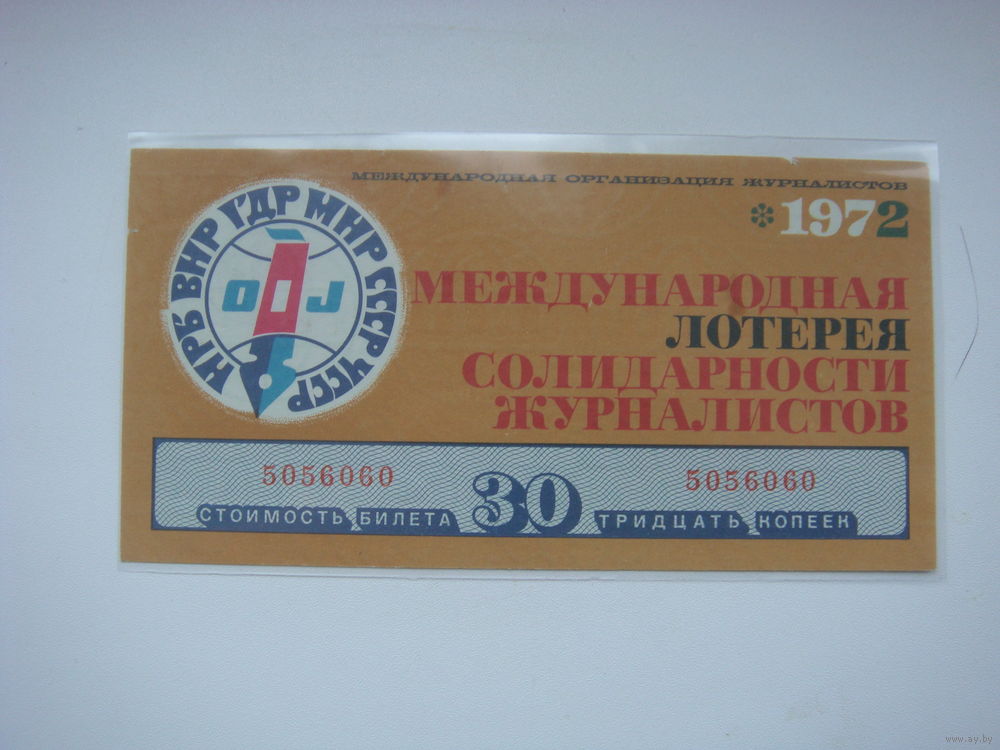 МЕЖДУНАРОДНАЯ ОРГАНИЗАЦИЯ ЖУРНАЛИСТОВ
*1972
НРБ ВНР ГДР МНР СССР ЧССР
OIJ
МЕЖДУНАРОДНАЯ
ЛОТЕРЕЯ
СОЛИДАРНОСТИ
ЖУРНАЛИСТОВ
5056060 5056060
СТОИМОСТЬ БИЛЕТА 30 ТРИДЦАТЬ КОПЕЕК
www.ay.by